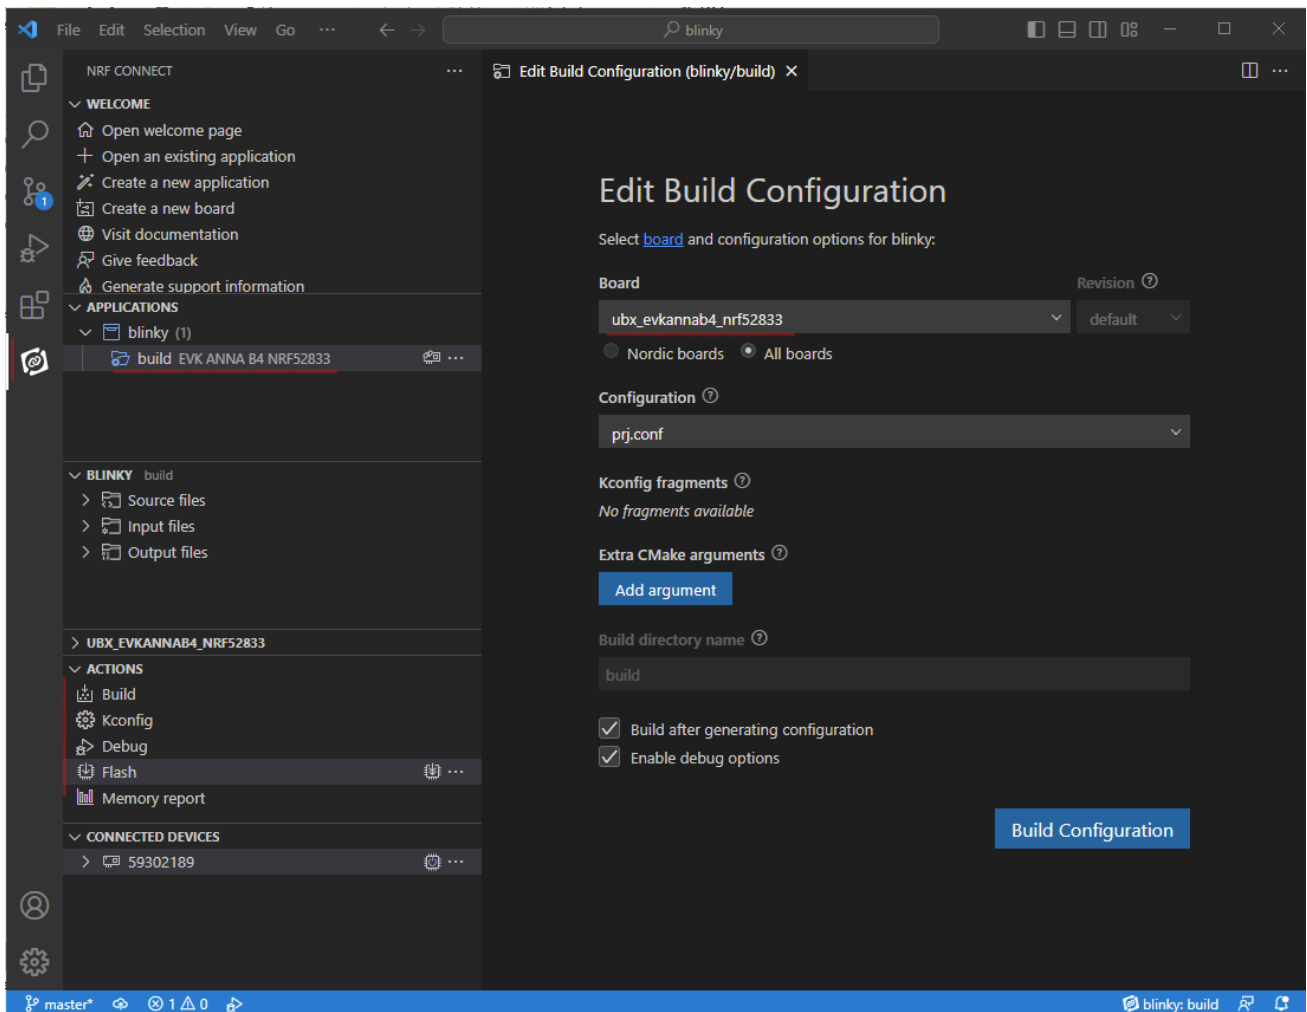 File Edit Selection View Go ··· blinky
NRF CONNECT
WELCOME
Open welcome page
Open an existing application
Create a new application
Create a new board
Visit documentation
Give feedback
Generate support information
APPLICATIONS
blinky (1)
build EVK ANNA B4 NRF52833
BLINKY build
Source files
Input files
Output files
UBX_EVKANNAB4_NRF52833
ACTIONS
Build
Kconfig
Debug
Flash
Memory report
CONNECTED DEVICES
59302189
1
Edit Build Configuration (blinky/build)
Edit Build Configuration
Select board and configuration options for blinky:
Board
Revision
ubx_evkannab4_nrf52833
default
Nordic boards
All boards
Configuration
prj.conf
Kconfig fragments
No fragments available
Extra CMake arguments
Add argument
Build directory name
build
Build after generating configuration
Enable debug options
Build Configuration
master* 1 0
blinky: build